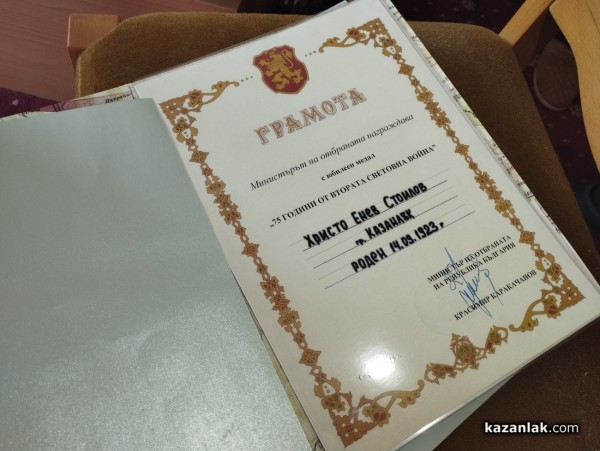 ГРАМОТА
Министърът на отбраната награждава
с юбилеен медал
„75 ГОДИНИ ОТ ВТОРАТА СВЕТОВНА ВОЙНА"
Христо Енев Стоилов
гр. Казанлък
РОДЕН 14.09.1923 г
МИНИСТЪР НА ОТБРАНАТА
НА РЕПУБЛИКА БЪЛГАРИЯ
КРАСИМИР КАРАКАЧАНОВ
kazanlak.com